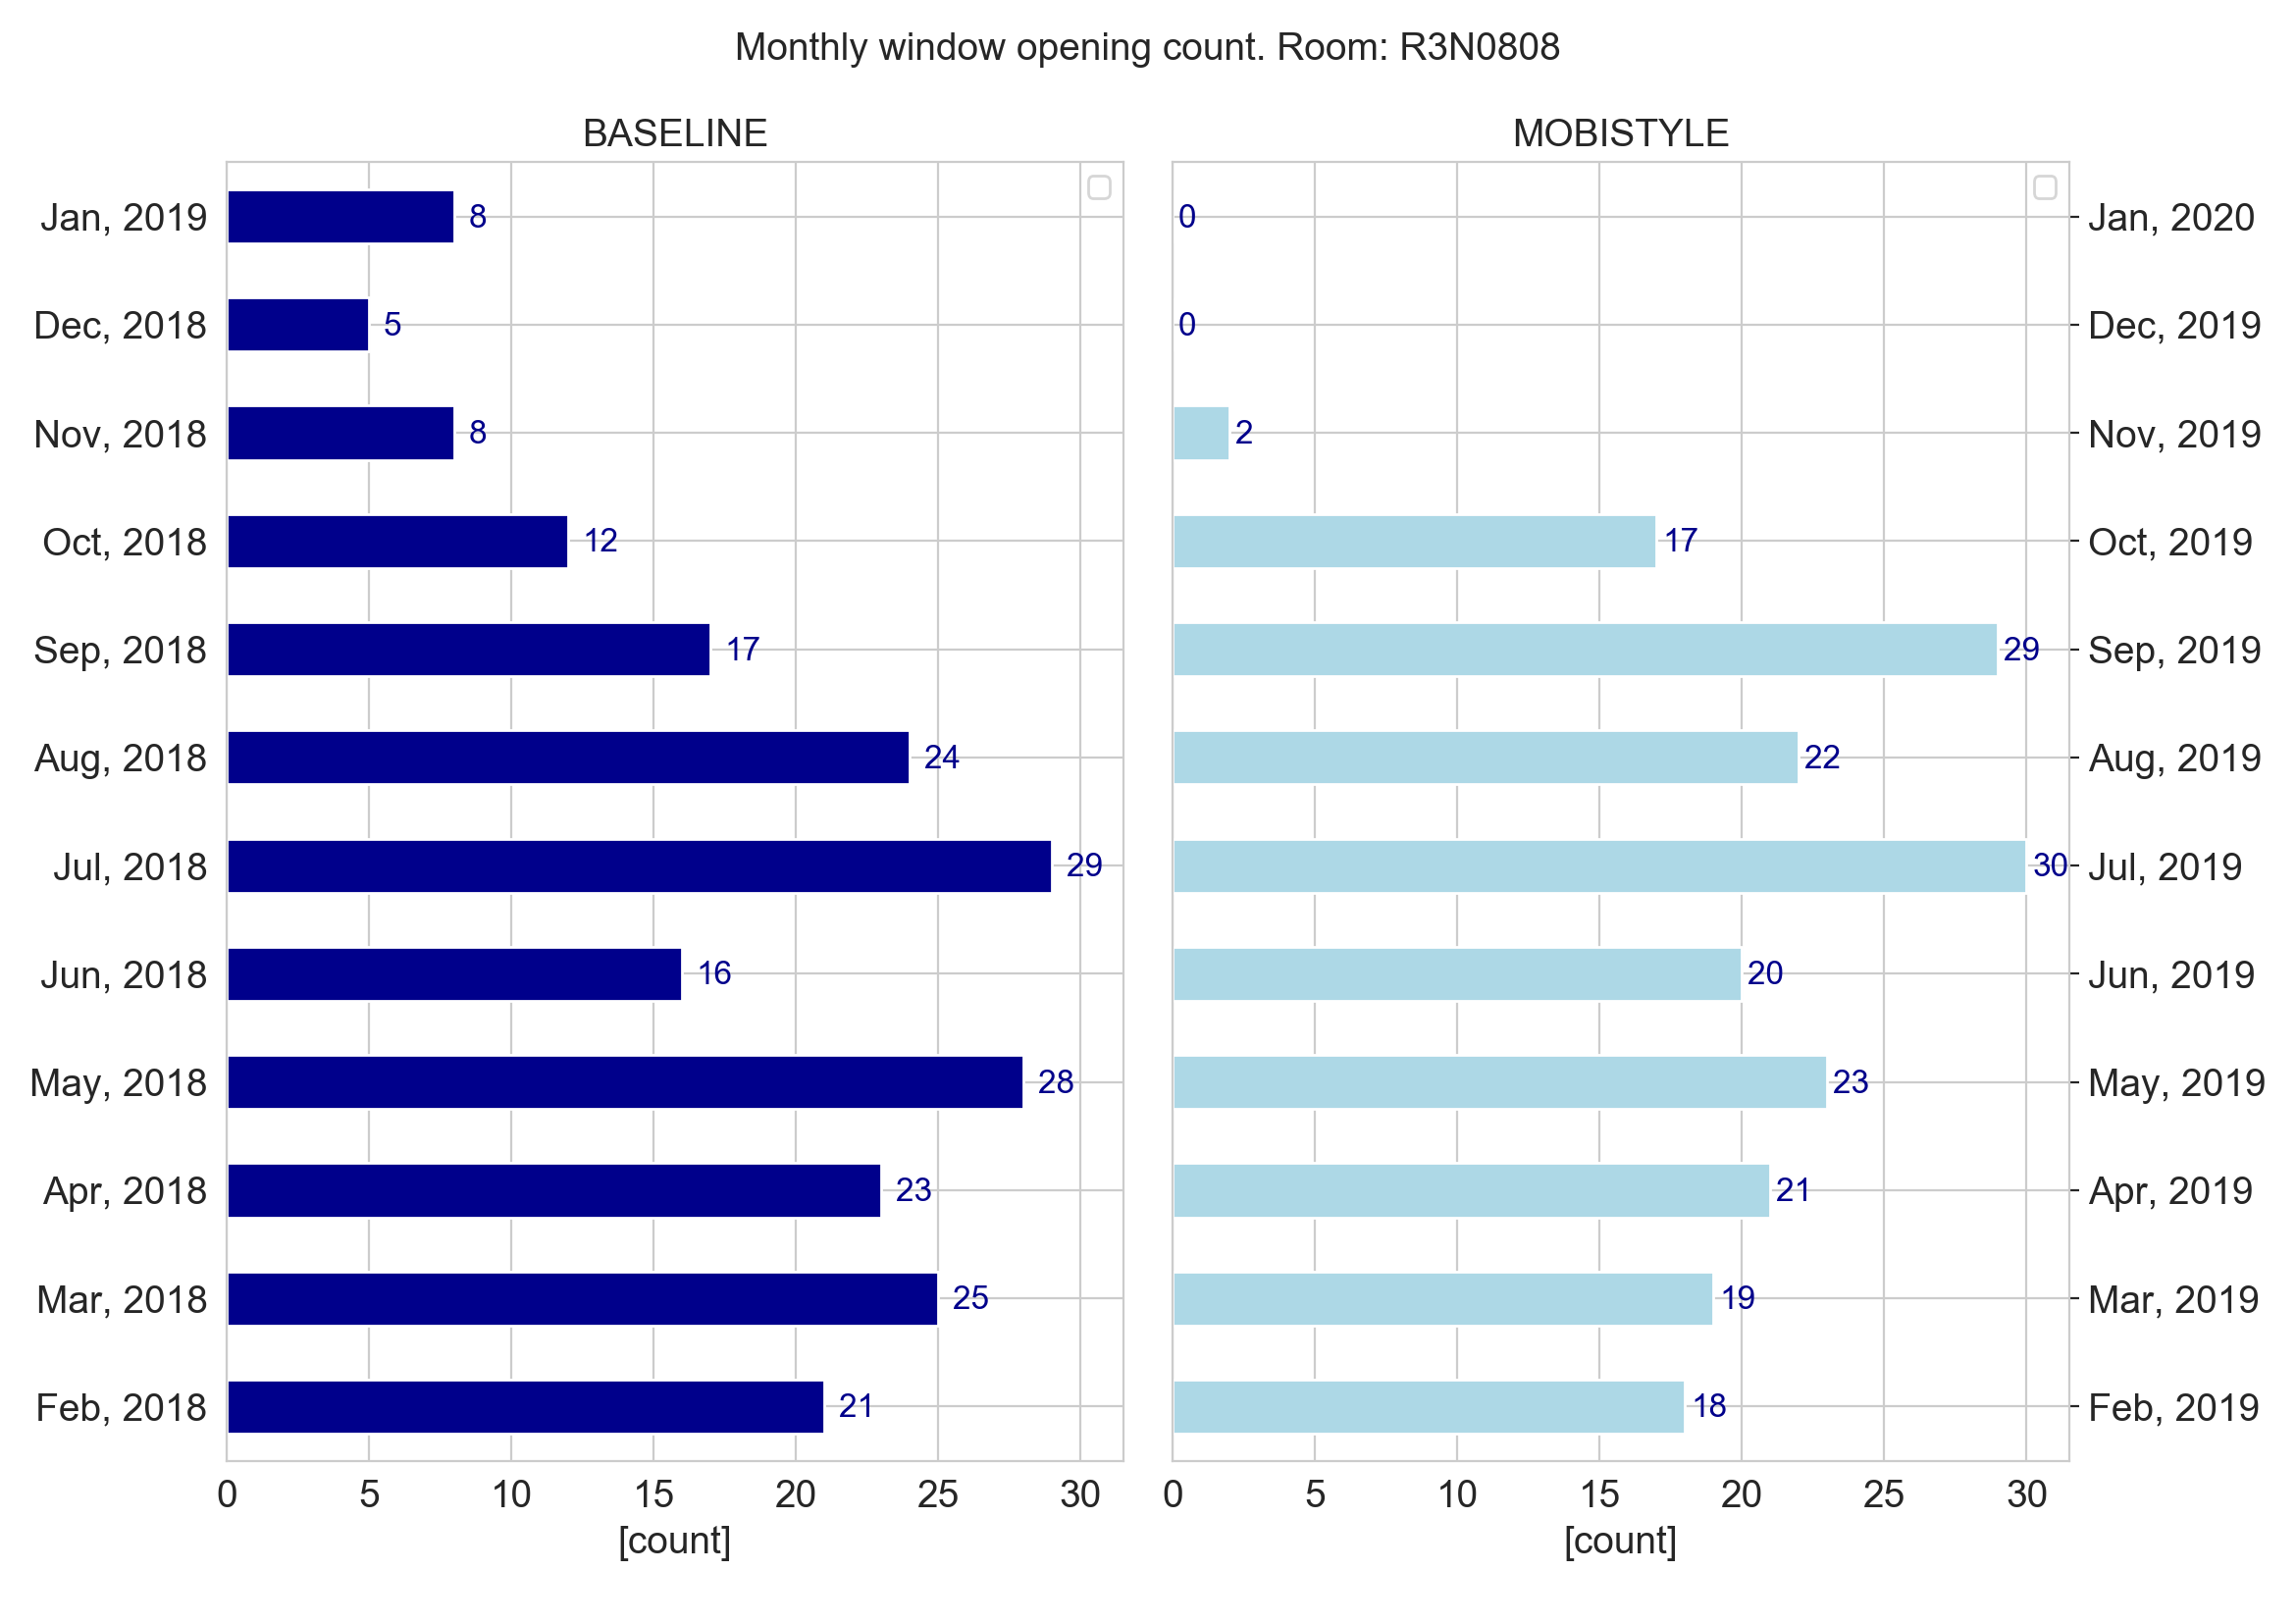 Monthly window opening count. Room: R3N0808
BASELINE
Jan, 2019
8
Dec, 2018
5
Nov, 2018
8
Oct, 2018
12
Sep, 2018
17
Aug, 2018
24
Jul, 2018
29
Jun, 2018
16
May, 2018
28
Apr, 2018
23
Mar, 2018
25
Feb, 2018
21
0 5 10 15 20 25 30
[count]
MOBISTYLE
0
Jan, 2020
0
Dec, 2019
2
Nov, 2019
17
Oct, 2019
29
Sep, 2019
22
Aug, 2019
30
Jul, 2019
20
Jun, 2019
23
May, 2019
21
Apr, 2019
19
Mar, 2019
18
Feb, 2019
0 5 10 15 20 25 30
[count]